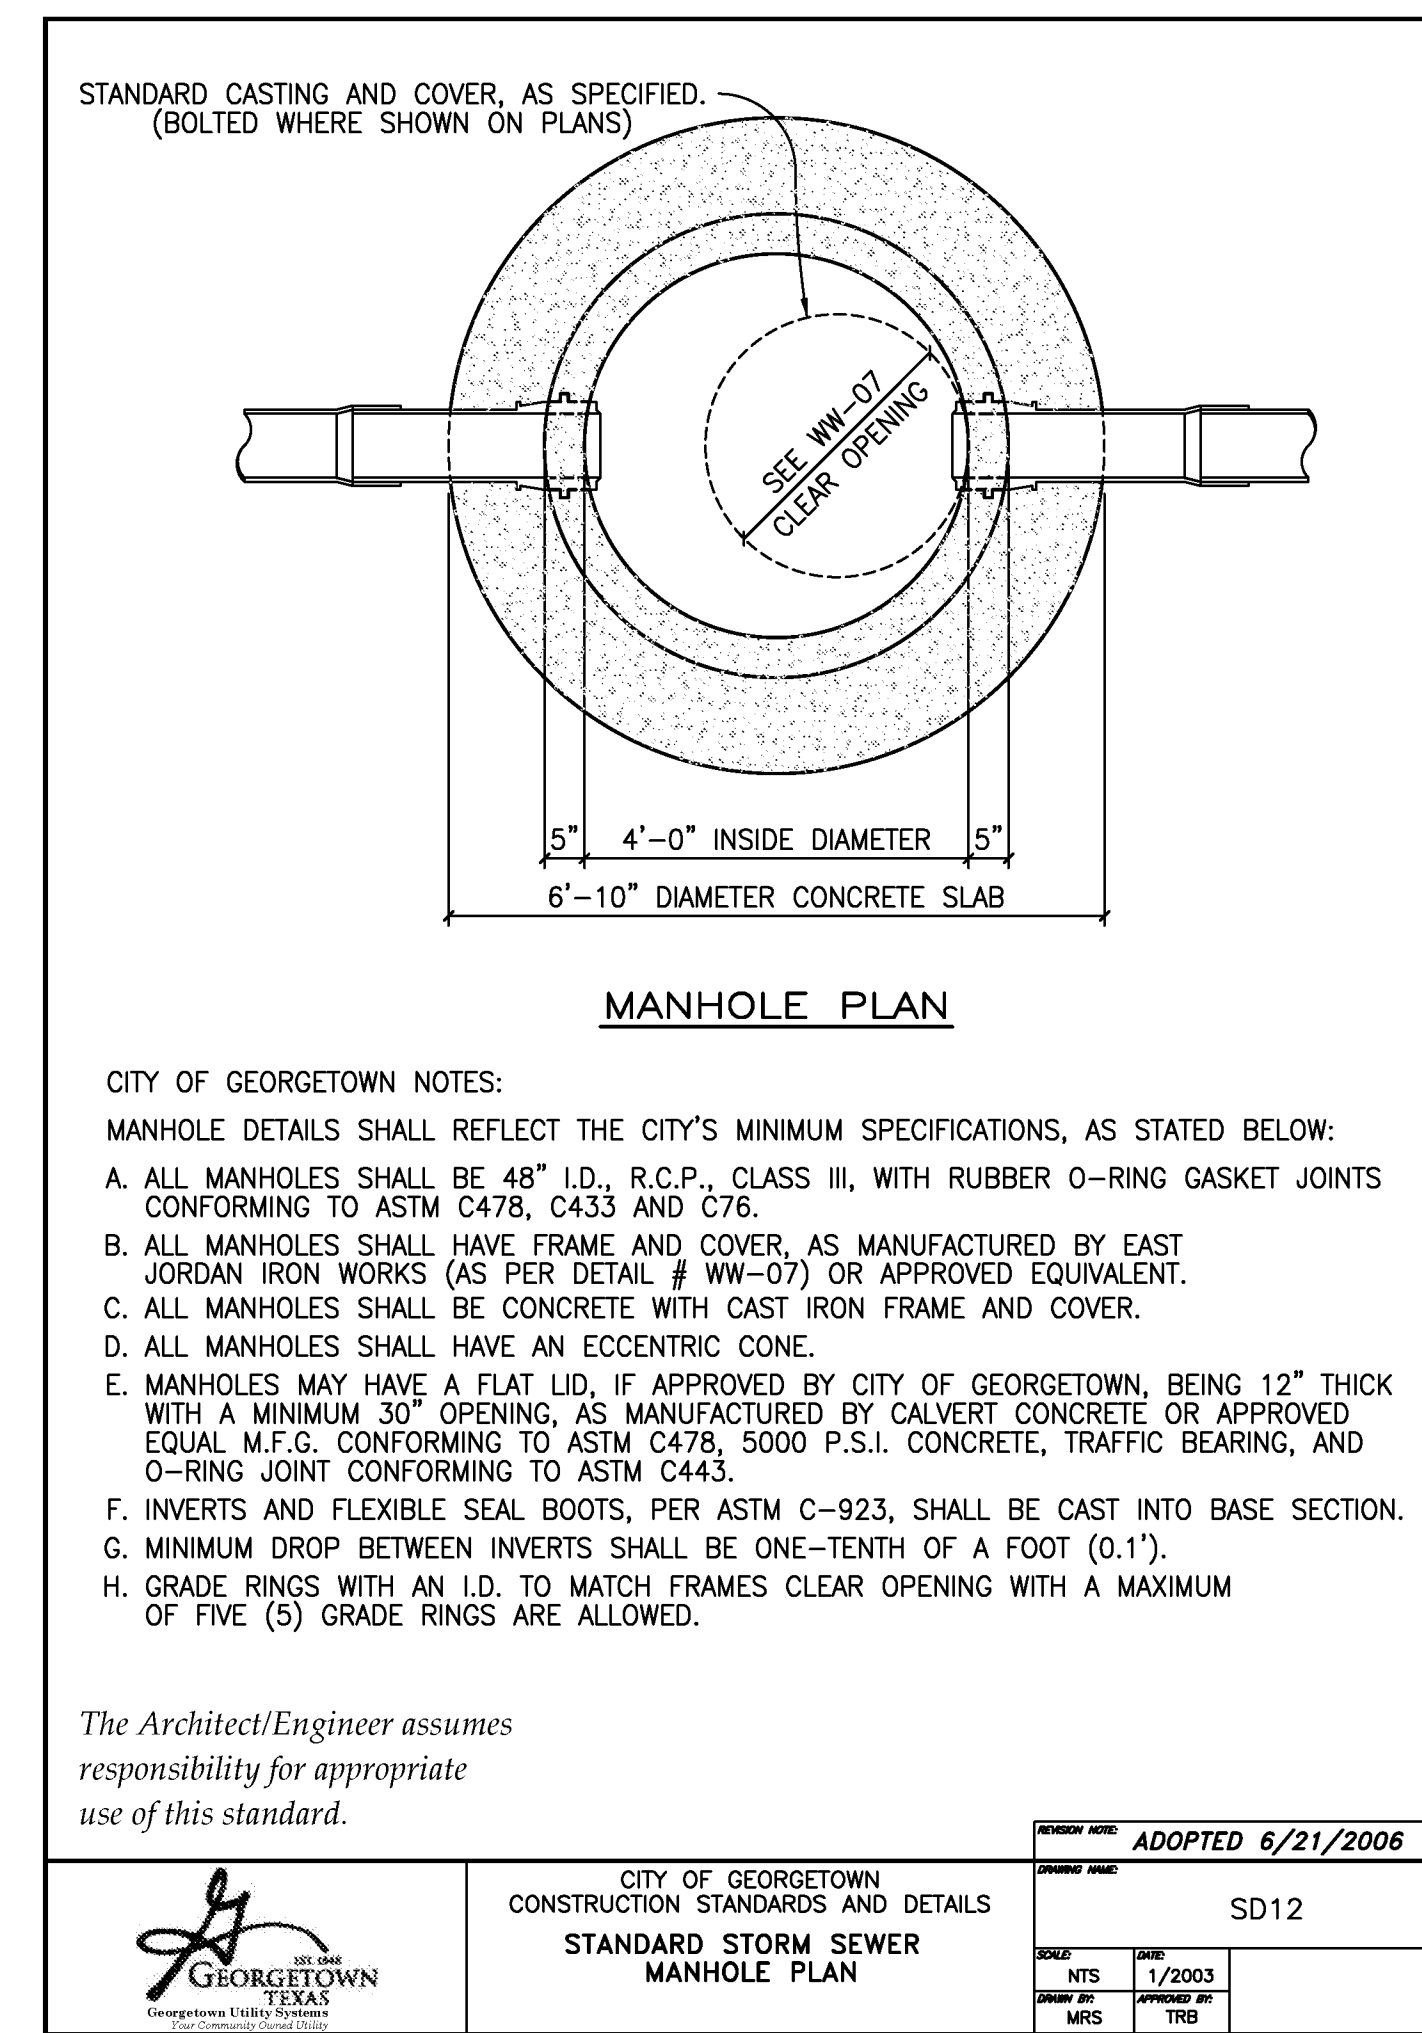 STANDARD CASTING AND COVER, AS SPECIFIED.
(BOLTED WHERE SHOWN ON PLANS)
SEE WW-07
CLEAR OPENING
5" 4'-0" INSIDE DIAMETER 5"
6'-10" DIAMETER CONCRETE SLAB
MANHOLE PLAN
CITY OF GEORGETOWN NOTES:
MANHOLE DETAILS SHALL REFLECT THE CITY'S MINIMUM SPECIFICATIONS, AS STATED BELOW:
A. ALL MANHOLES SHALL BE 48" I.D., R.C.P., CLASS III, WITH RUBBER O-RING GASKET JOINTS
CONFORMING TO ASTM C478, C433 AND C76.
B. ALL MANHOLES SHALL HAVE FRAME AND COVER, AS MANUFACTURED BY EAST
JORDAN IRON WORKS (AS PER DETAIL # WW-07) OR APPROVED EQUIVALENT.
C. ALL MANHOLES SHALL BE CONCRETE WITH CAST IRON FRAME AND COVER.
D. ALL MANHOLES SHALL HAVE AN ECCENTRIC CONE.
E. MANHOLES MAY HAVE A FLAT LID, IF APPROVED BY CITY OF GEORGETOWN, BEING 12" THICK
WITH A MINIMUM 30" OPENING, AS MANUFACTURED BY CALVERT CONCRETE OR APPROVED
EQUAL M.F.G. CONFORMING TO ASTM C478, 5000 P.S.I. CONCRETE, TRAFFIC BEARING, AND
O-RING JOINT CONFORMING TO ASTM C443.
F. INVERTS AND FLEXIBLE SEAL BOOTS, PER ASTM C-923, SHALL BE CAST INTO BASE SECTION.
G. MINIMUM DROP BETWEEN INVERTS SHALL BE ONE-TENTH OF A FOOT (0.1').
H. GRADE RINGS WITH AN I.D. TO MATCH FRAMES CLEAR OPENING WITH A MAXIMUM
OF FIVE (5) GRADE RINGS ARE ALLOWED.
The Architect/Engineer assumes
responsibility for appropriate
use of this standard.
REVISION NOTE: ADOPTED 6/21/2006
EST. 1848
GEORGETOWN
TEXAS
Georgetown Utility Systems
Your Community Owned Utility
CITY OF GEORGETOWN
CONSTRUCTION STANDARDS AND DETAILS
STANDARD STORM SEWER
MANHOLE PLAN
DRAWING NAME:
SD12
SCALE: DATE:
NTS 1/2003
DRAWN BY: APPROVED BY:
MRS TRB